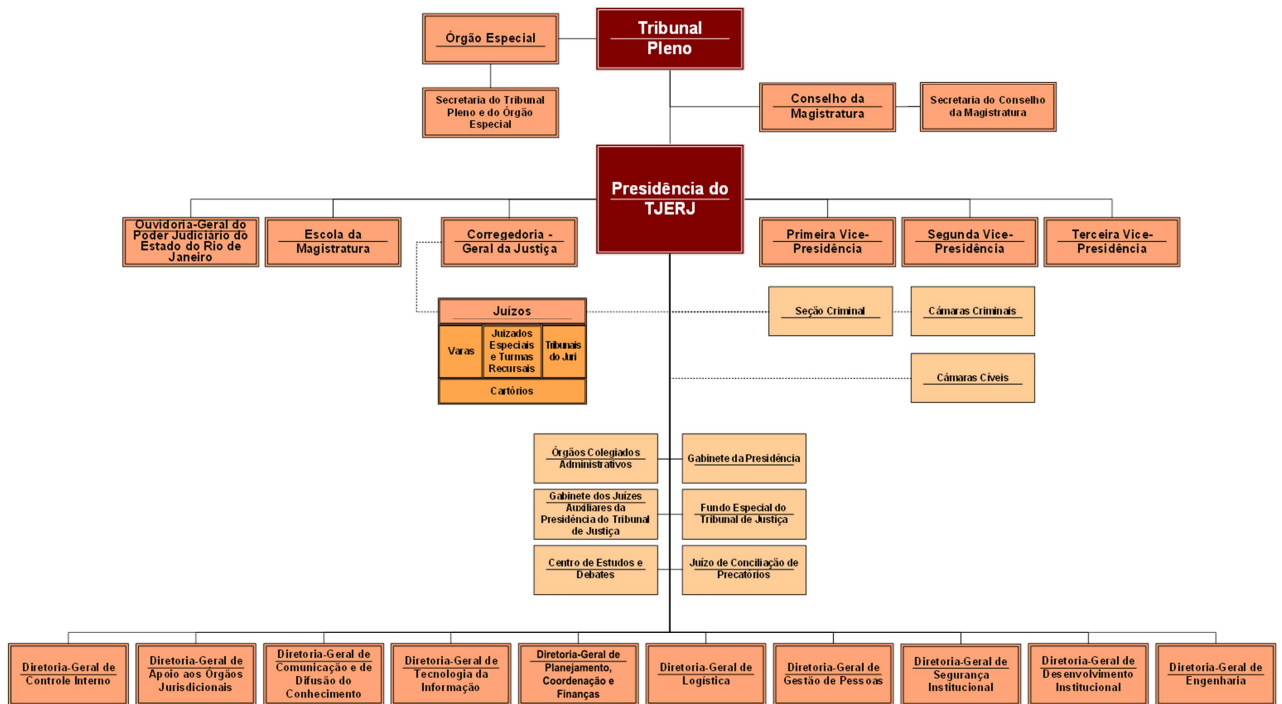 Tribunal
Pleno
Órgão Especial
Secretaria do Tribunal
Pleno e do Órgão
Especial
Conselho da
Magistratura
Secretaria do Conselho
da Magistratura
Presidência do
TJERJ
Ouvidoria-Geral do
Poder Judiciário do
Estado do Rio de
Janeiro
Escola da
Magistratura
Corregedoria -
Geral da Justiça
Primeira Vice-
Presidência
Segunda Vice-
Presidência
Terceira Vice-
Presidência
Juízos
Varas
Juizados
Especiais
e Turmas
Recursais
Tribunais
do Juri
Cartórios
Seção Criminal
Câmaras Criminais
Câmaras Cíveis
Órgãos Colegiados
Administrativos
Gabinete da Presidência
Gabinete dos Juízes
Auxiliares da
Presidência do Tribunal
de Justiça
Fundo Especial do
Tribunal de Justiça
Centro de Estudos e
Debates
Juízo de Conciliação de
Precatórios
Diretoria-Geral de
Controle Interno
Diretoria-Geral de
Apoio aos Órgãos
Jurisdicionais
Diretoria-Geral de
Comunicação e de
Difusão do
Conhecimento
Diretoria-Geral de
Tecnologia da
Informação
Diretoria-Geral de
Planejamento,
Coordenação e
Finanças
Diretoria-Geral de
Logística
Diretoria-Geral de
Gestão de Pessoas
Diretoria-Geral de
Segurança
Institucional
Diretoria-Geral de
Desenvolvimento
Institucional
Diretoria-Geral de
Engenharia